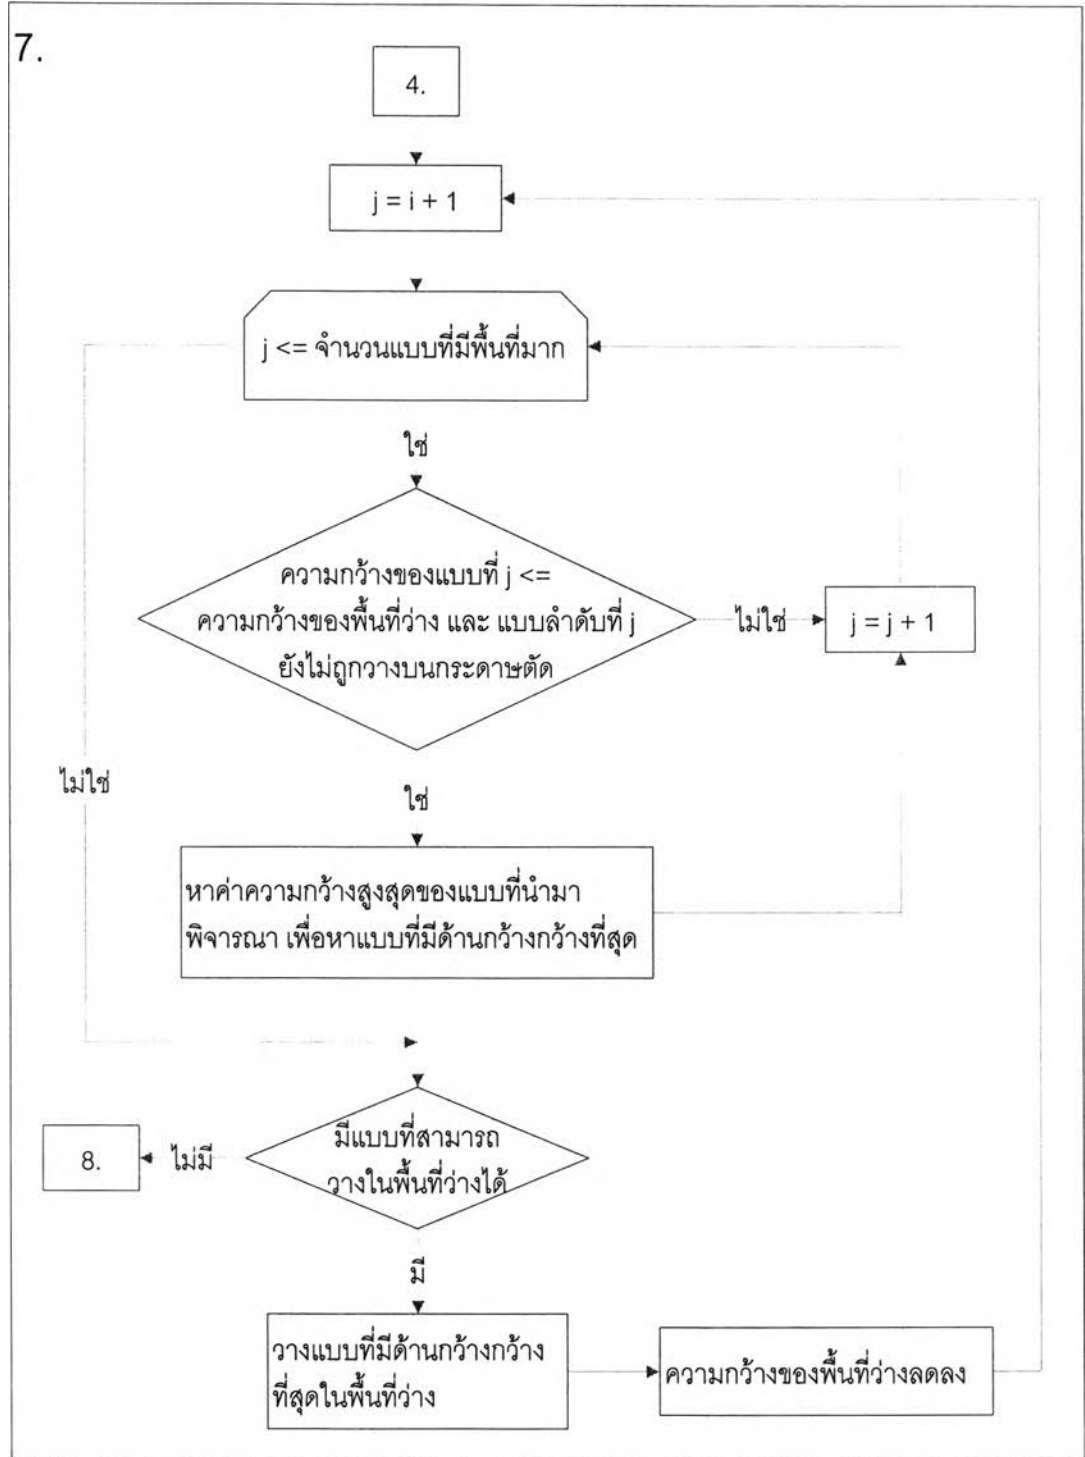 7.
4.
j = i + 1
j <= จำนวนแบบที่มีพื้นที่มาก
ใช่
ความกว้างของแบบที่ j <=
ความกว้างของพื้นที่ว่าง และ แบบลำดับที่ j
ยังไม่ถูกวางบนกระดาษตัด
ไม่ใช่
j = j + 1
ไม่ใช่
ใช่
หาค่าความกว้างสูงสุดของแบบที่นำมา
พิจารณา เพื่อหาแบบที่มีด้านกว้างกว้างที่สุด
มีแบบที่สามารถ
วางในพื้นที่ว่างได้
ไม่มี
8.
มี
วางแบบที่มีด้านกว้างกว้าง
ที่สุดในพื้นที่ว่าง
ความกว้างของพื้นที่ว่างลดลง